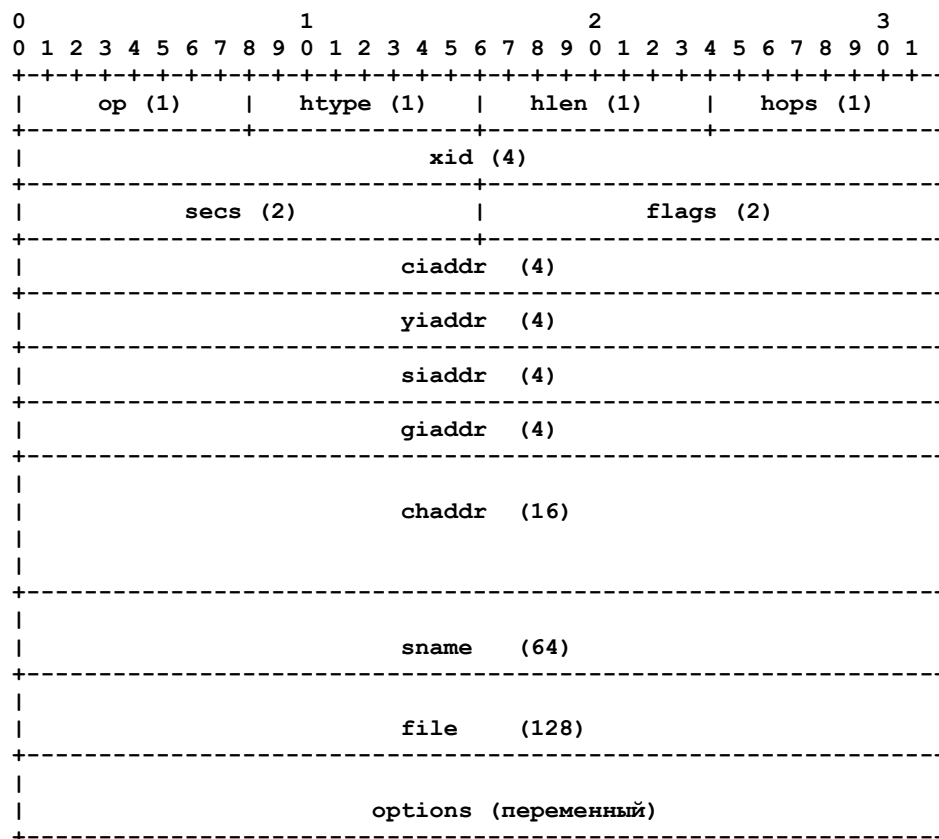 0                   1                   2                   3
0 1 2 3 4 5 6 7 8 9 0 1 2 3 4 5 6 7 8 9 0 1 2 3 4 5 6 7 8 9 0 1
+-+-+-+-+-+-+-+-+-+-+-+-+-+-+-+-+-+-+-+-+-+-+-+-+-+-+-+-+-+-+-+-
|     op (1)    |   htype (1)   |   hlen (1)    |   hops (1)
+---------------+---------------+---------------+----------------
|                            xid (4)
+-------------------------------+--------------------------------
|           secs (2)            |           flags (2)
+-------------------------------+--------------------------------
|                          ciaddr  (4)
+----------------------------------------------------------------
|                          yiaddr  (4)
+----------------------------------------------------------------
|                          siaddr  (4)
+----------------------------------------------------------------
|                          giaddr  (4)
+----------------------------------------------------------------
|
|                          chaddr  (16)
|
|
+----------------------------------------------------------------
|
|                          sname   (64)
+----------------------------------------------------------------
|
|                          file    (128)
+----------------------------------------------------------------
|
|                        options (переменный)
+----------------------------------------------------------------